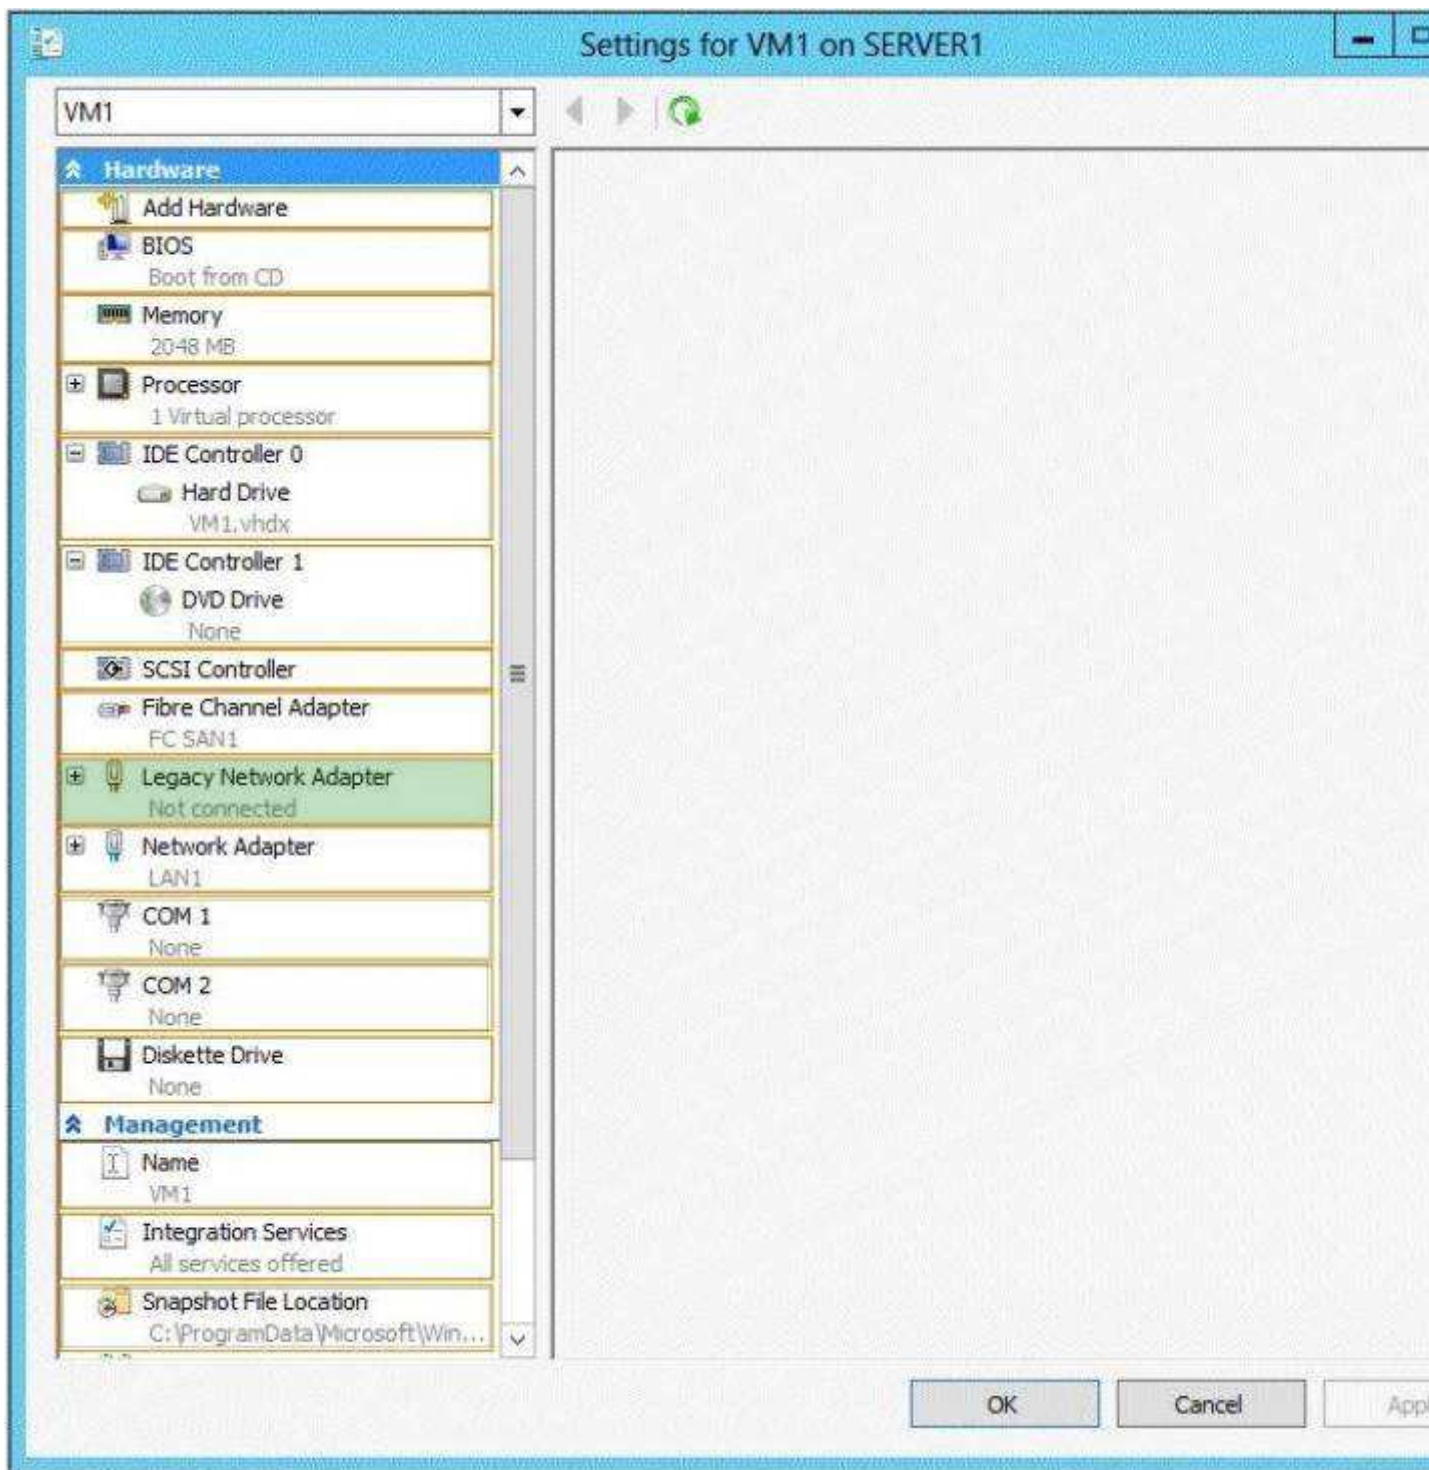 Settings for VM1 on SERVER1
VM1
Hardware
Add Hardware
BIOS
Boot from CD
Memory
2048 MB
Processor
1 Virtual processor
IDE Controller 0
Hard Drive
VM1.vhdx
IDE Controller 1
DVD Drive
None
SCSI Controller
Fibre Channel Adapter
FC SAN1
Legacy Network Adapter
Not connected
Network Adapter
LAN1
COM 1
None
COM 2
None
Diskette Drive
None
Management
Name
VM1
Integration Services
All services offered
Snapshot File Location
C:\ProgramData\Microsoft\Win...
OK
Cancel
Appl